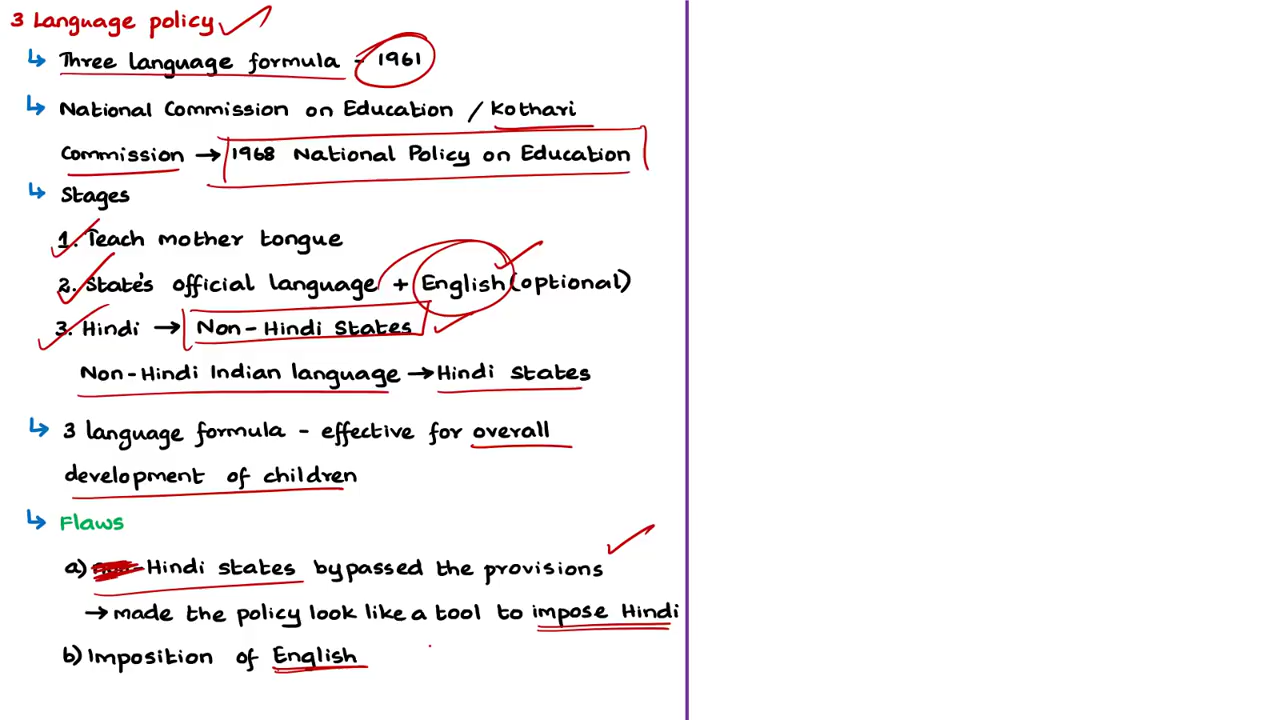 3 Language policy
↳ Three language formula - 1961
↳ National Commission on Education / Kothari
Commission → 1968 National Policy on Education
↳ Stages
1. Teach mother tongue
2. State's official language + English (optional)
3. Hindi → Non-Hindi States
Non-Hindi Indian language → Hindi States
↳ 3 language formula - effective for overall
development of children
↳ Flaws
a) Hindi states bypassed the provisions
→ made the policy look like a tool to impose Hindi
b) Imposition of English